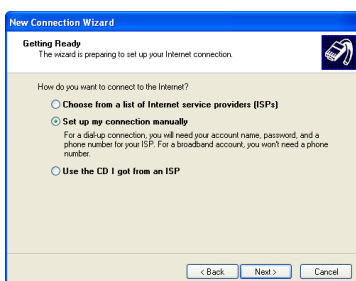 New Connection Wizard
Getting Ready
The wizard is preparing to set up your Internet connection.
How do you want to connect to the Internet?
Choose from a list of Internet service providers (ISPs)
Set up my connection manually
For a dial-up connection, you will need your account name, password, and a
phone number for your ISP. For a broadband account, you won't need a phone
number.
Use the CD I got from an ISP
< Back
Next >
Cancel